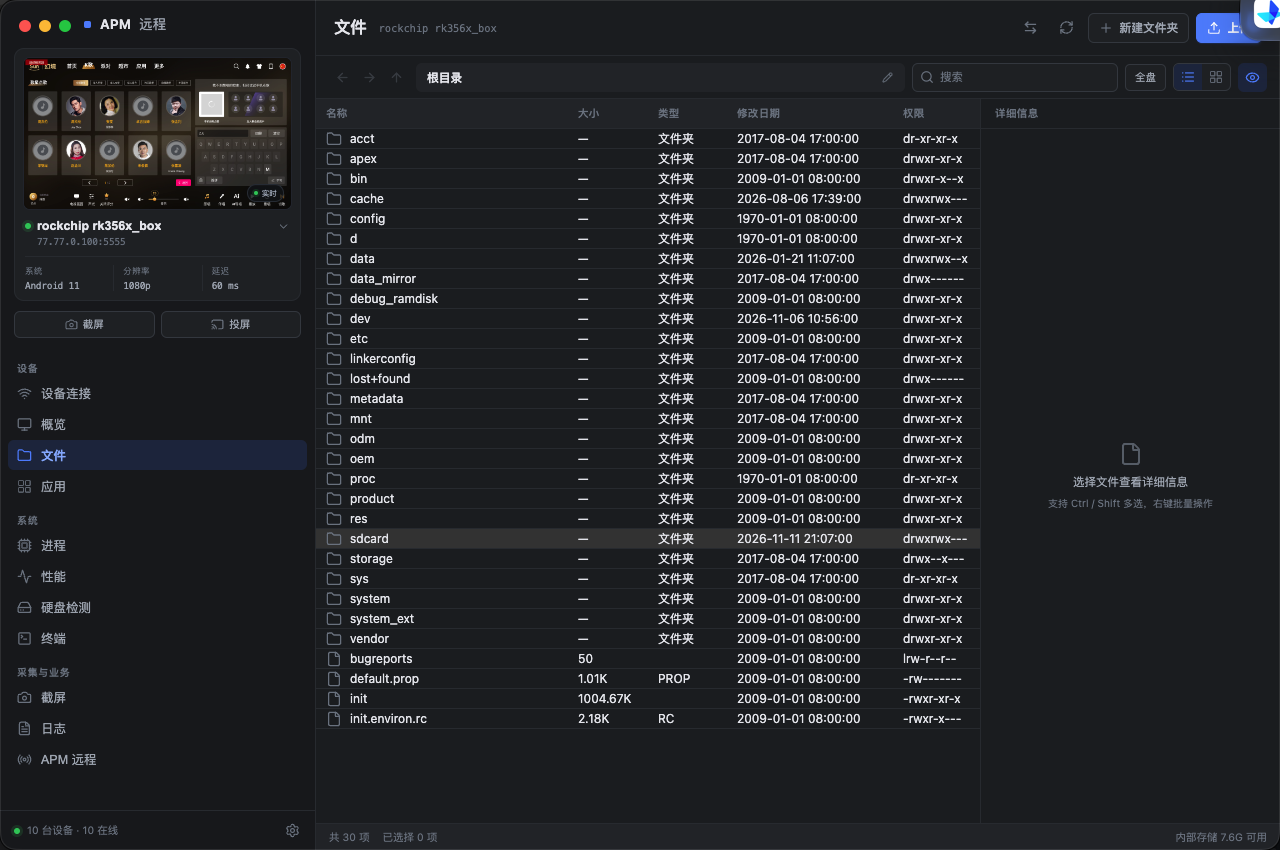 APM 远程
实时
rockchip rk356x_box
77.77.0.100:5555
系统 分辨率 延迟
Android 11 1080p 60 ms
截屏 投屏
设备
设备连接
概览
文件
应用
系统
进程
性能
硬盘检测
终端
采集与业务
截屏
日志
APM 远程
10 台设备 · 10 在线
文件 rockchip rk356x_box
新建文件夹
根目录
搜索
全盘
名称 大小 类型 修改日期 权限 详细信息
acct — 文件夹 2017-08-04 17:00:00 dr-xr-xr-x
apex — 文件夹 2017-08-04 17:00:00 drwxr-xr-x
bin — 文件夹 2009-01-01 08:00:00 drwxr-x--x
cache — 文件夹 2026-08-06 17:39:00 drwxrwx---
config — 文件夹 1970-01-01 08:00:00 drwxr-xr-x
d — 文件夹 1970-01-01 08:00:00 drwxr-xr-x
data — 文件夹 2026-01-21 11:07:00 drwxrwx--x
data_mirror — 文件夹 2017-08-04 17:00:00 drwx------
debug_ramdisk — 文件夹 2009-01-01 08:00:00 drwxr-xr-x
dev — 文件夹 2026-11-06 10:56:00 drwxr-xr-x
etc — 文件夹 2009-01-01 08:00:00 drwxr-xr-x
linkerconfig — 文件夹 2017-08-04 17:00:00 drwxr-xr-x
lost+found — 文件夹 2009-01-01 08:00:00 drwx------
metadata — 文件夹 2017-08-04 17:00:00 drwxr-xr-x
mnt — 文件夹 2017-08-04 17:00:00 drwxr-xr-x
odm — 文件夹 2009-01-01 08:00:00 drwxr-xr-x
oem — 文件夹 2009-01-01 08:00:00 drwxr-xr-x
proc — 文件夹 1970-01-01 08:00:00 dr-xr-xr-x
product — 文件夹 2009-01-01 08:00:00 drwxr-xr-x
res — 文件夹 2009-01-01 08:00:00 drwxr-xr-x
sdcard — 文件夹 2026-11-11 21:07:00 drwxrwx---
storage — 文件夹 2017-08-04 17:00:00 drwx--x---
sys — 文件夹 2017-08-04 17:00:00 dr-xr-xr-x
system — 文件夹 2009-01-01 08:00:00 drwxr-xr-x
system_ext — 文件夹 2009-01-01 08:00:00 drwxr-xr-x
vendor — 文件夹 2009-01-01 08:00:00 drwxr-xr-x
bugreports 50 2009-01-01 08:00:00 lrw-r--r--
default.prop 1.01K PROP 2009-01-01 08:00:00 -rw-------
init 1004.67K 2009-01-01 08:00:00 -rwxr-xr-x
init.environ.rc 2.18K RC 2009-01-01 08:00:00 -rwxr-x---
选择文件查看详细信息
支持 Ctrl / Shift 多选，右键批量操作
共 30 项 已选择 0 项
内部存储 7.6G 可用